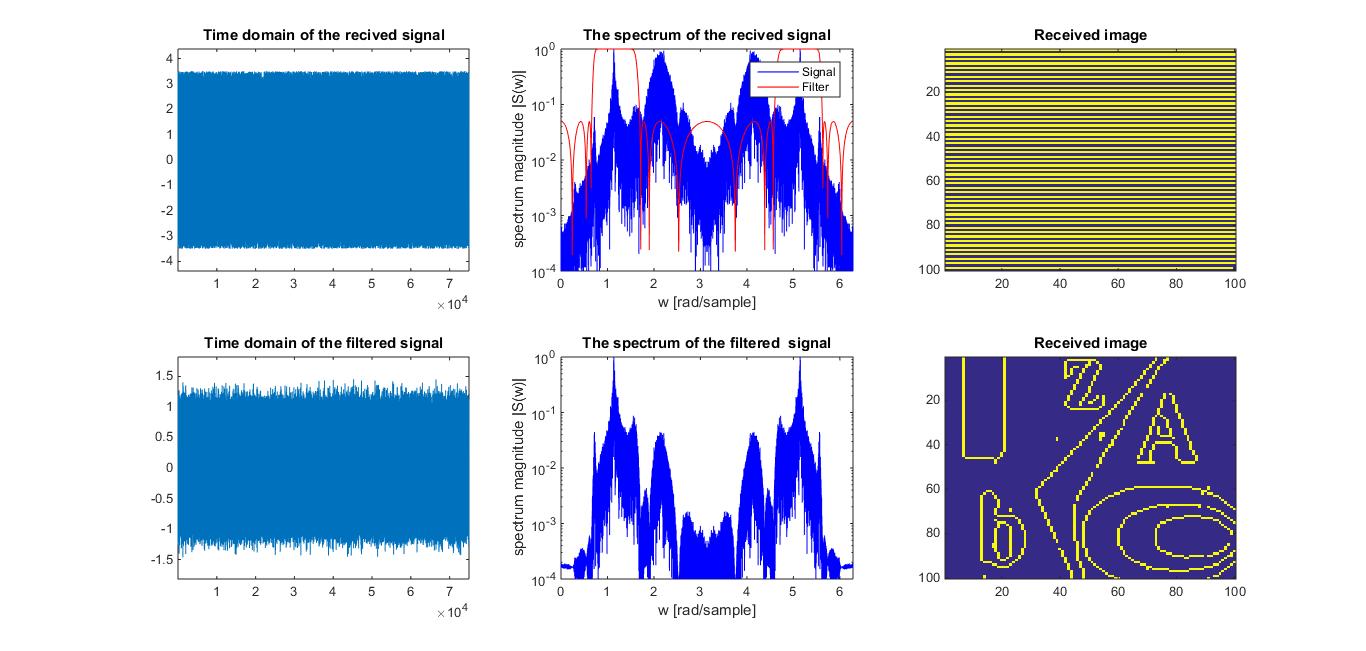 Time domain of the recived signal
4
3
2
1
0
-1
-2
-3
-4
1 2 3 4 5 6 7
×10^4
The spectrum of the recived signal
spectrum magnitude |S(w)|
10^0
10^-1
10^-2
10^-3
10^-4
Signal
Filter
0 1 2 3 4 5 6
w [rad/sample]
Received image
20
40
60
80
100
20 40 60 80 100
Time domain of the filtered signal
1.5
1
0.5
0
-0.5
-1
-1.5
1 2 3 4 5 6 7
×10^4
The spectrum of the filtered signal
spectrum magnitude |S(w)|
10^0
10^-1
10^-2
10^-3
10^-4
0 1 2 3 4 5 6
w [rad/sample]
Received image
20
40
60
80
100
z
A
b
20 40 60 80 100